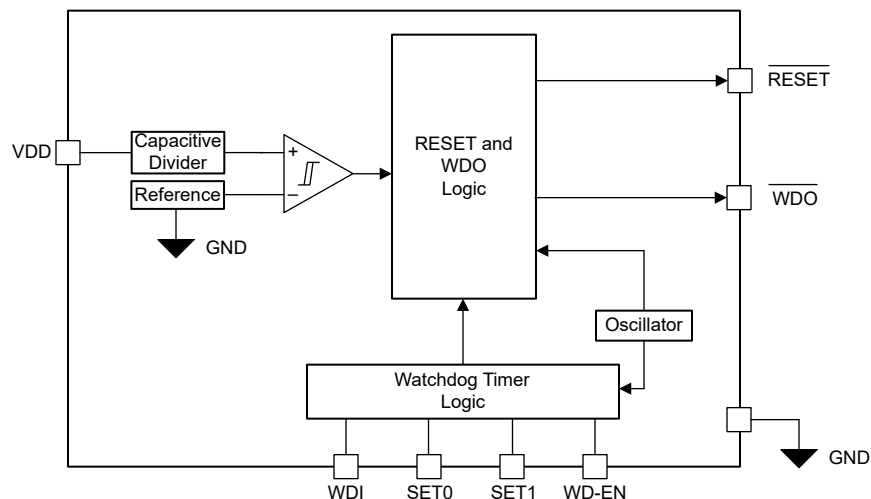 RESET
RESET and
WDO
Logic
Capacitive
Divider
VDD
+
Reference
−
WDO
GND
Oscillator
Watchdog Timer
Logic
GND
WDI
SET0
SET1
WD-EN